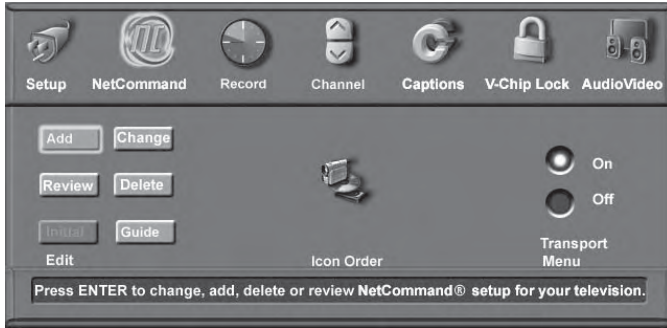 Setup NetCommand Record Channel Captions V-Chip Lock AudioVideo
Add Change
Review Delete
On
Off
Initial Guide
Edit
Icon Order
Transport
Menu
Press ENTER to change, add, delete or review NetCommand® setup for your television.